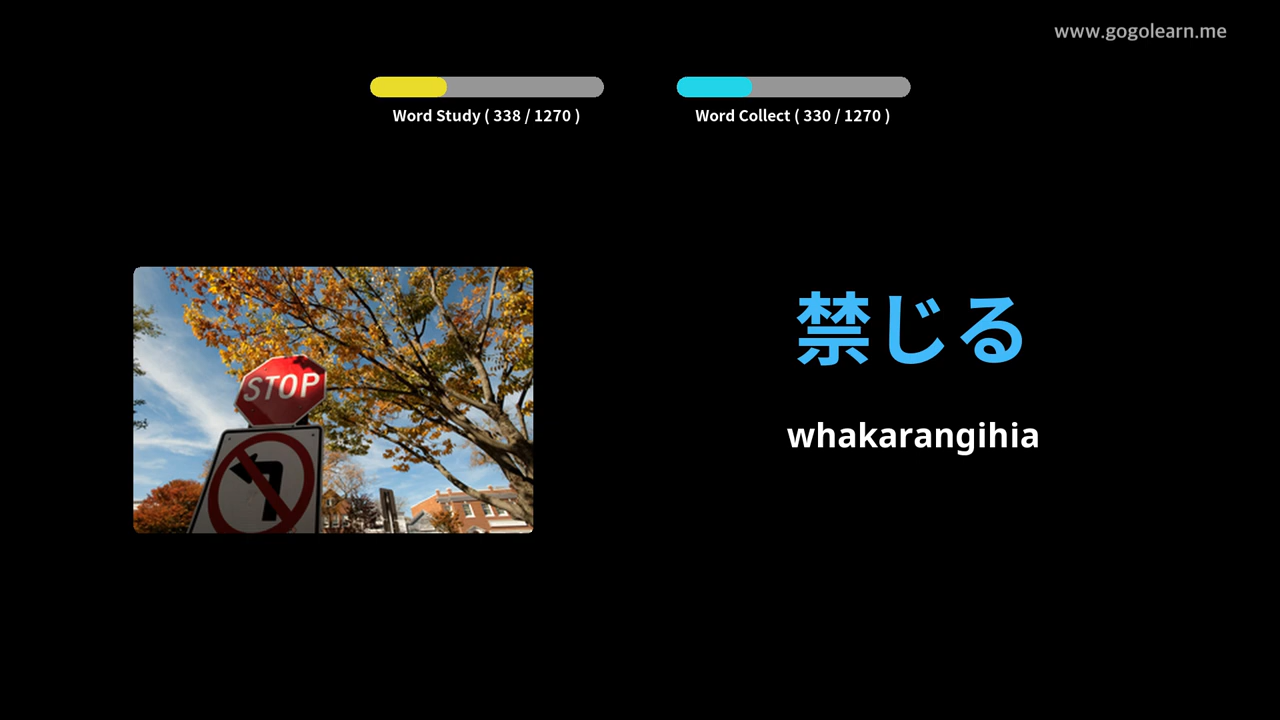 www.gogolearn.me
Word Study ( 338 / 1270 )
Word Collect ( 330 / 1270 )
STOP
禁じる
whakarangihia